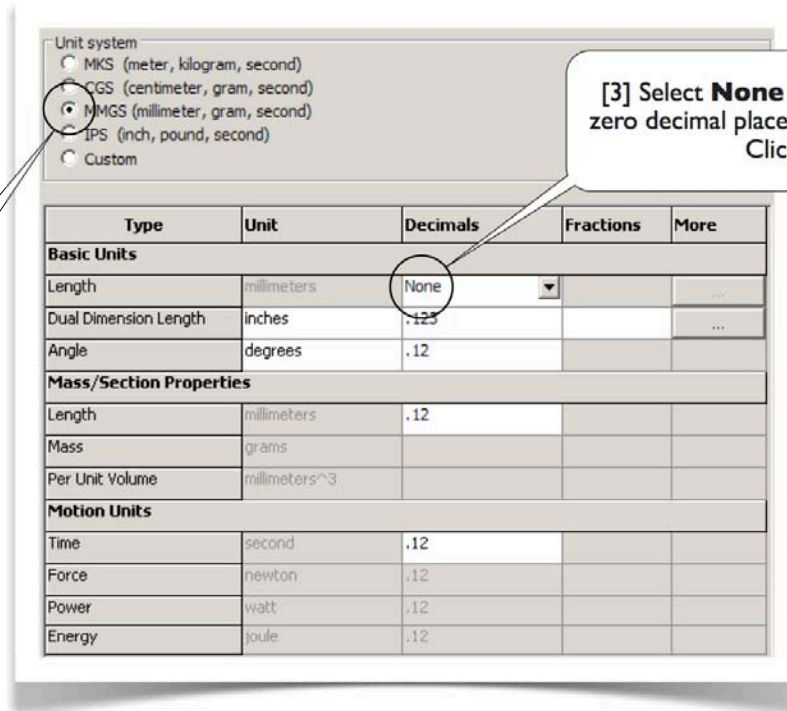 Unit system
MKS (meter, kilogram, second)
CGS (centimeter, gram, second)
MMGS (millimeter, gram, second)
IPS (inch, pound, second)
Custom
[3] Select None
zero decimal place
Clic
Type Unit Decimals Fractions More
Basic Units
Length millimeters None ...
Dual Dimension Length inches .123 ...
Angle degrees .12
Mass/Section Properties
Length millimeters .12
Mass grams
Per Unit Volume millimeters^3
Motion Units
Time second .12
Force newton .12
Power watt .12
Energy joule .12